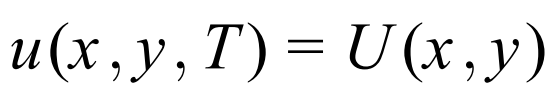 u(x,y,T) = U(x,y)